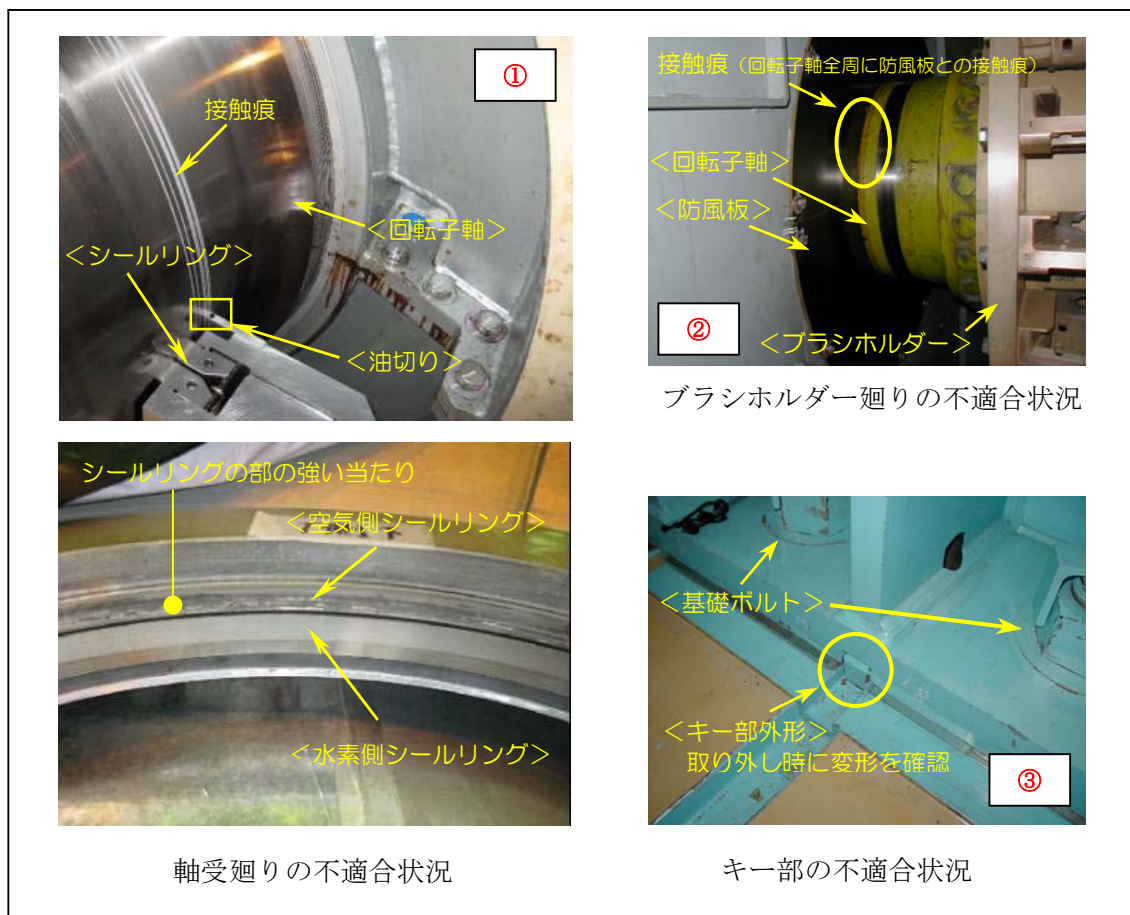 ①
接触痕
＜回転子軸＞
＜シールリング＞
＜油切り＞
接触痕（回転子軸全周に防風板との接触痕）
＜回転子軸＞
＜防風板＞
②
＜ブラシホルダー＞
ブラシホルダー廻りの不適合状況
シールリングの部の強い当たり
＜空気側シールリング＞
＜水素側シールリング＞
軸受廻りの不適合状況
＜基礎ボルト＞
＜キー部外形＞
取り外し時に変形を確認
③
キー部の不適合状況